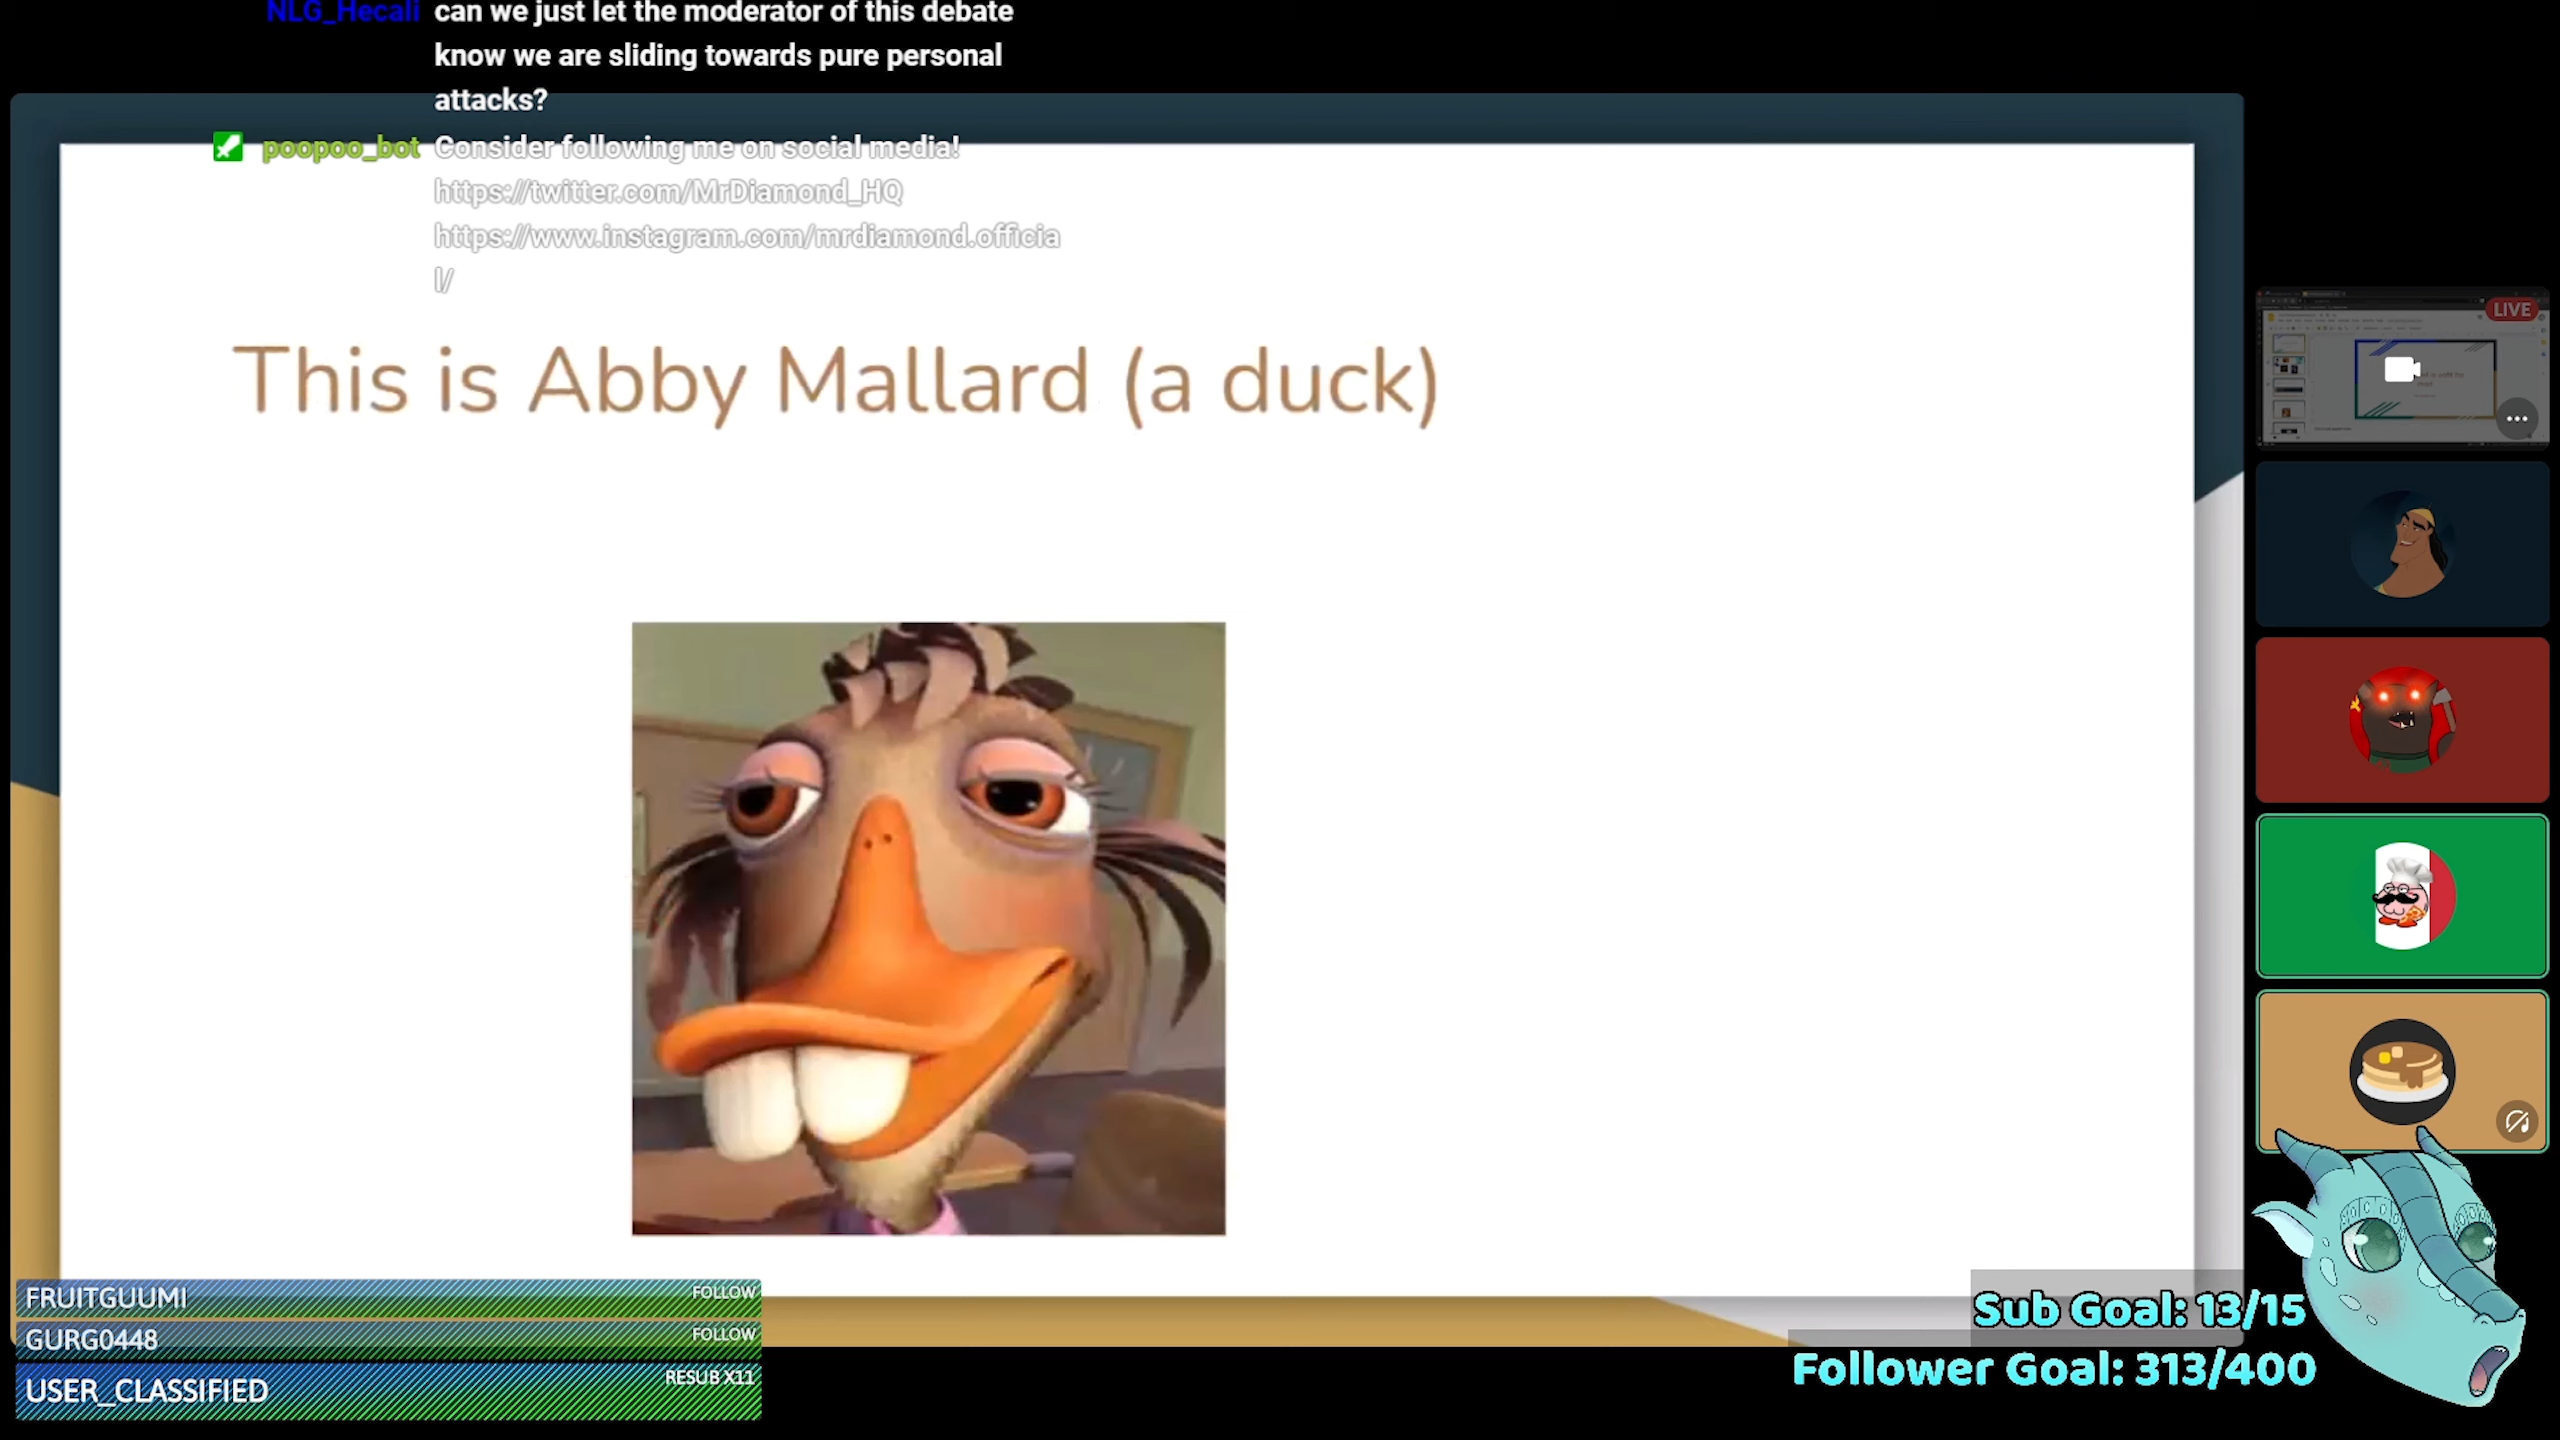 NLG_Hecali can we just let the moderator of this debate
know we are sliding towards pure personal
attacks?
poopoo_bot Consider following me on social media!
https://twitter.com/MrDiamond_HQ
https://www.instagram.com/mrdiamond.officia
l/
This is Abby Mallard (a duck)
LIVE
FRUITGUUMI FOLLOW
GURG0448 FOLLOW
USER_CLASSIFIED RESUB X11
Sub Goal: 13/15
Follower Goal: 313/400